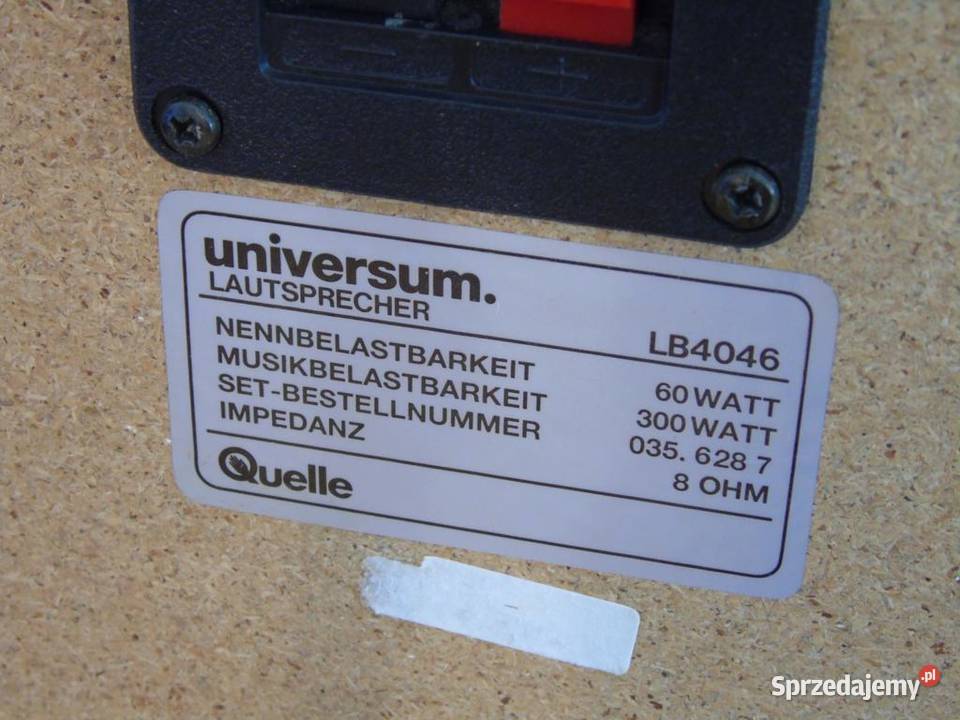 − +
universum.
LAUTSPRECHER LB4046
NENNBELASTBARKEIT 60 WATT
MUSIKBELASTBARKEIT 300 WATT
SET-BESTELLNUMMER 035. 628 7
IMPEDANZ 8 OHM
Quelle
Sprzedajemy.pl